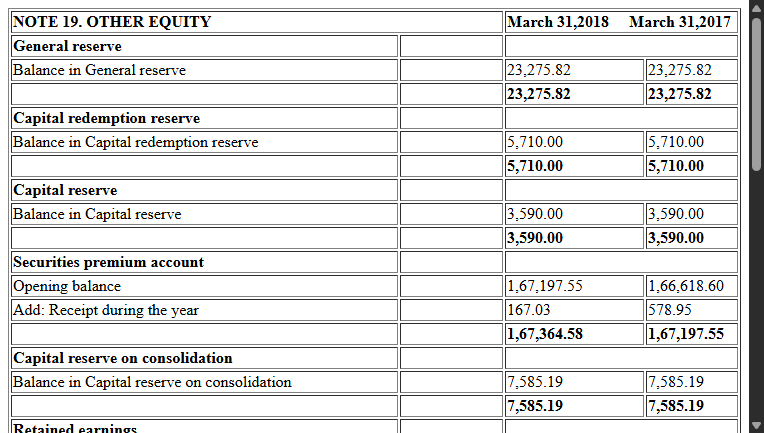 NOTE 19. OTHER EQUITY March 31,2018 March 31,2017
General reserve
Balance in General reserve 23,275.82 23,275.82
23,275.82 23,275.82
Capital redemption reserve
Balance in Capital redemption reserve 5,710.00 5,710.00
5,710.00 5,710.00
Capital reserve
Balance in Capital reserve 3,590.00 3,590.00
3,590.00 3,590.00
Securities premium account
Opening balance 1,67,197.55 1,66,618.60
Add: Receipt during the year 167.03 578.95
1,67,364.58 1,67,197.55
Capital reserve on consolidation
Balance in Capital reserve on consolidation 7,585.19 7,585.19
7,585.19 7,585.19
Retained earnings